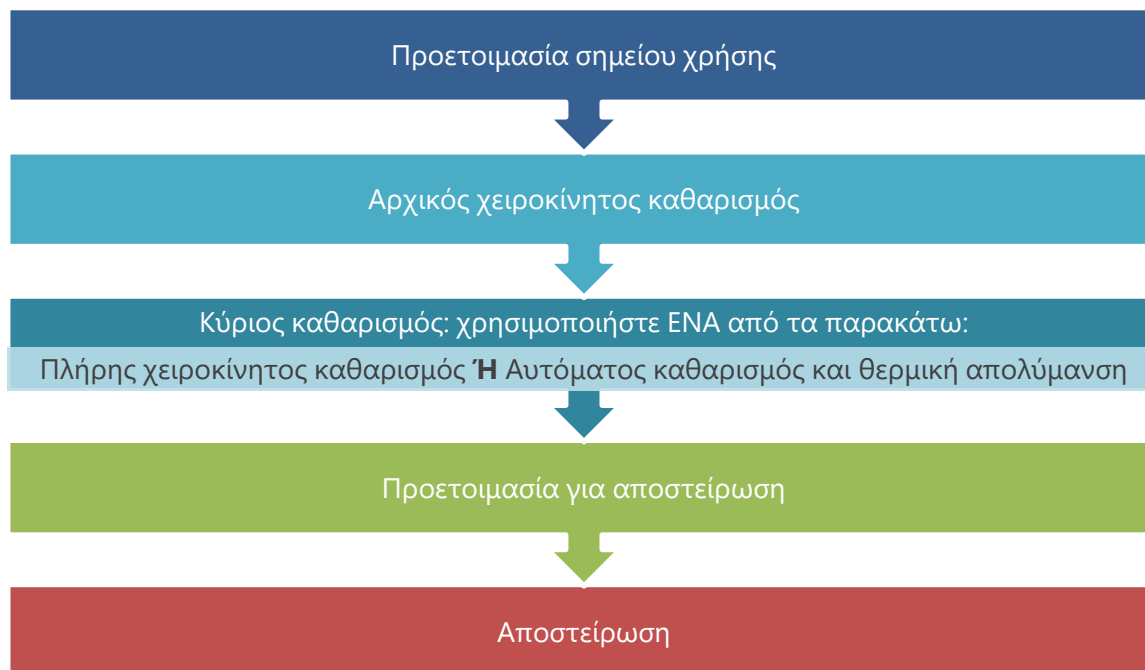 Προετοιμασία σημείου χρήσης
Αρχικός χειροκίνητος καθαρισμός
Κύριος καθαρισμός: χρησιμοποιήστε ΕΝΑ από τα παρακάτω:
Πλήρης χειροκίνητος καθαρισμός Ή Αυτόματος καθαρισμός και θερμική απολύμανση
Προετοιμασία για αποστείρωση
Αποστείρωση